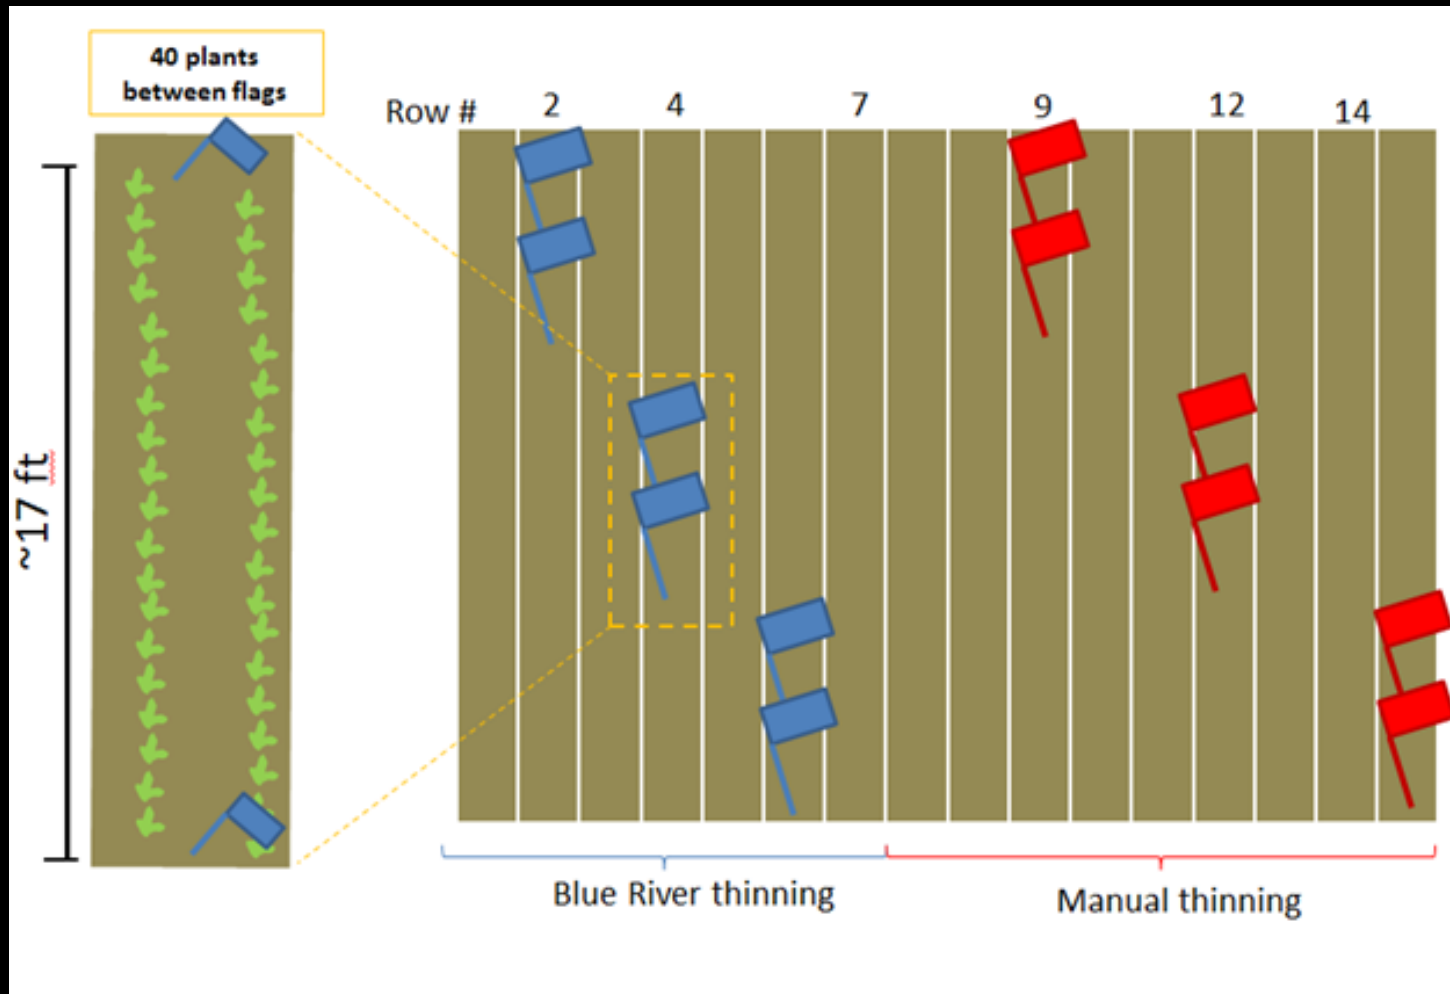 40 plants
between flags
Row # 2 4 7 9 12 14
~17 ft
Blue River thinning
Manual thinning